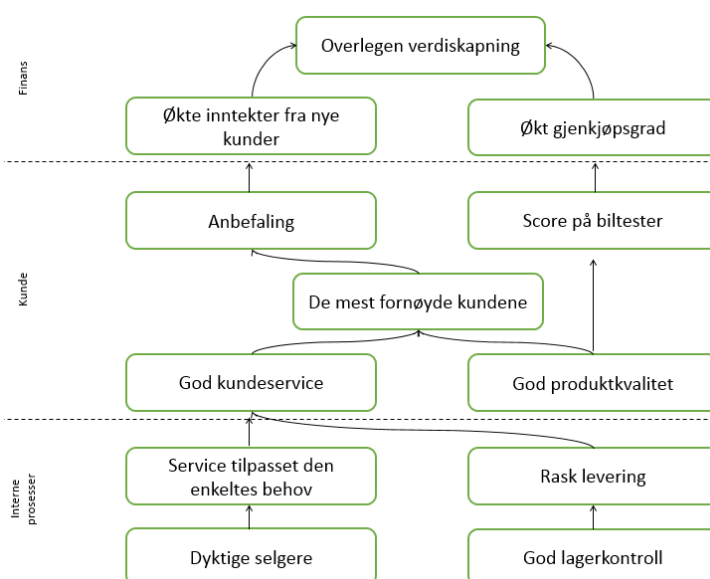 Finans
Overlegen verdiskapning
Økte inntekter fra nye
kunder
Økt gjenkjøpsgrad
Kunde
Anbefaling
Score på biltester
De mest fornøyde kundene
God kundeservice
God produktkvalitet
Interne
prosesser
Service tilpasset den
enkeltes behov
Rask levering
Dyktige selgere
God lagerkontroll